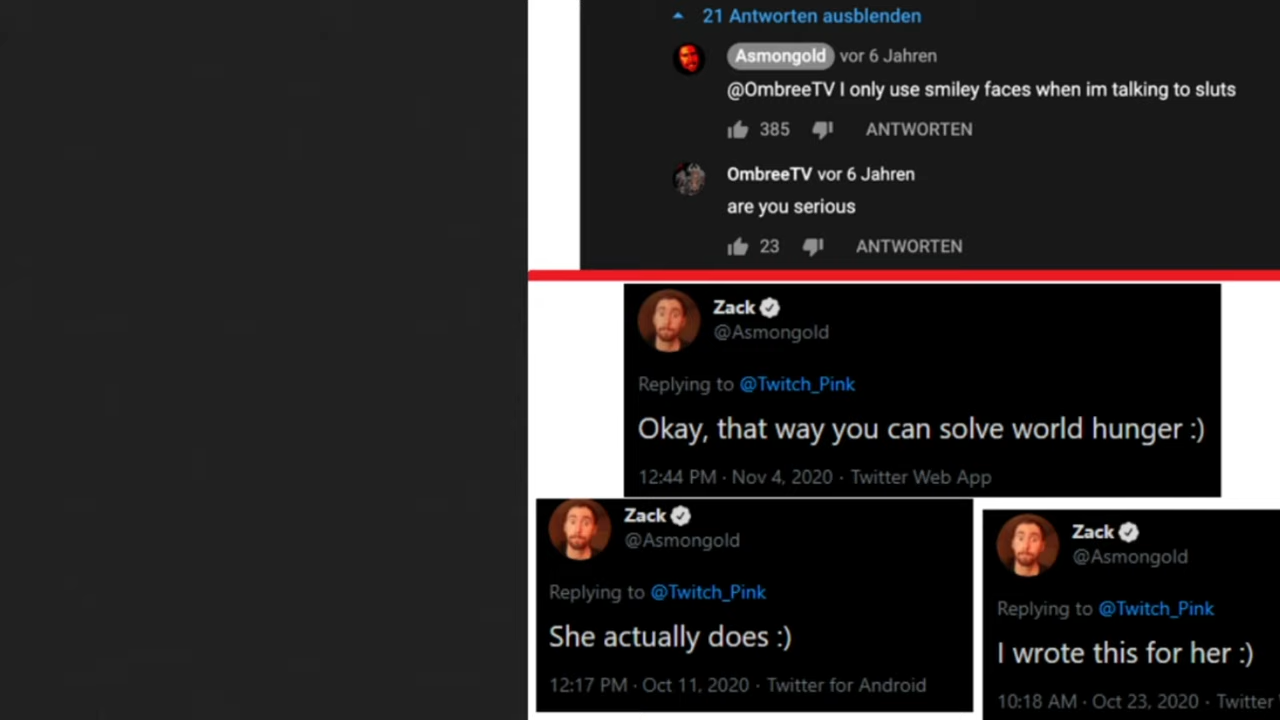 21 Antworten ausblenden
Asmongold vor 6 Jahren
@OmbreeTV I only use smiley faces when im talking to sluts
385 ANTWORTEN
OmbreeTV vor 6 Jahren
are you serious
23 ANTWORTEN
Zack
@Asmongold
Replying to @Twitch_Pink
Okay, that way you can solve world hunger :)
12:44 PM · Nov 4, 2020 · Twitter Web App
Zack
@Asmongold
Replying to @Twitch_Pink
She actually does :)
12:17 PM · Oct 11, 2020 · Twitter for Android
Zack
@Asmongold
Replying to @Twitch_Pink
I wrote this for her :)
10:18 AM · Oct 23, 2020 · Twitter